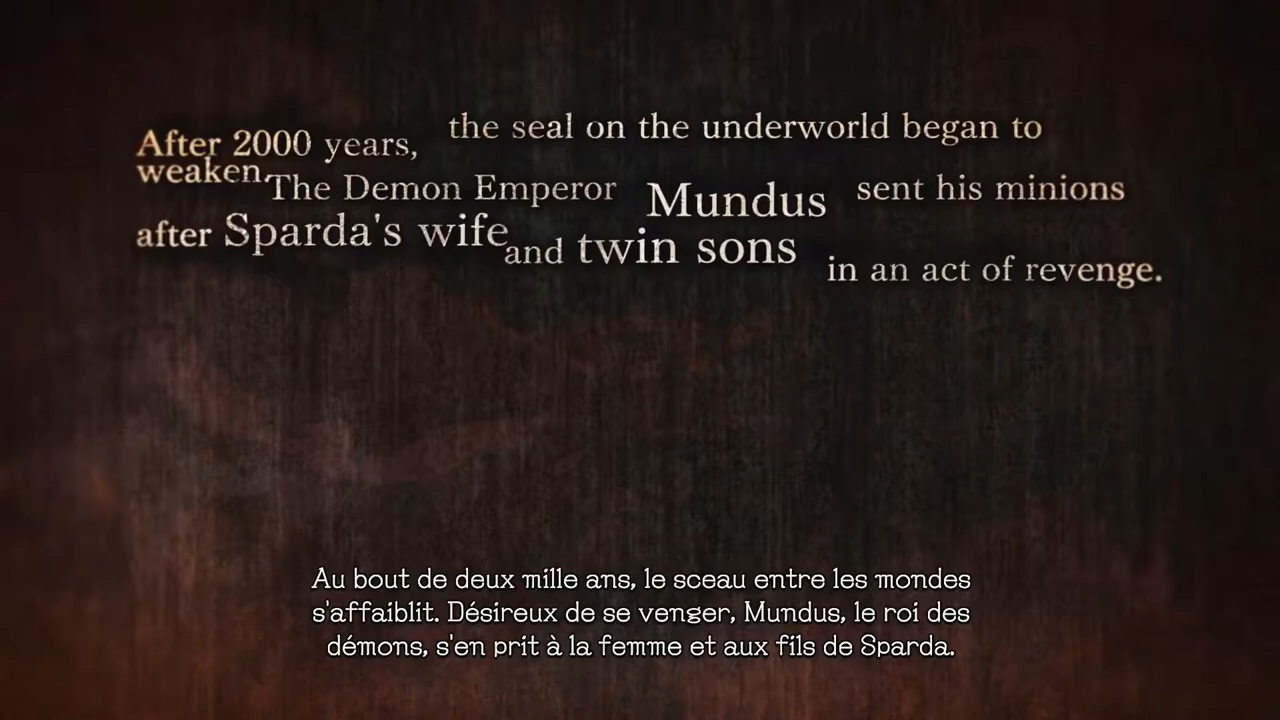 After 2000 years, the seal on the underworld began to
weaken. The Demon Emperor Mundus sent his minions
after Sparda's wife and twin sons in an act of revenge.
Au bout de deux mille ans, le sceau entre les mondes
s'affaiblit. Désireux de se venger, Mundus, le roi des
démons, s'en prit à la femme et aux fils de Sparda.